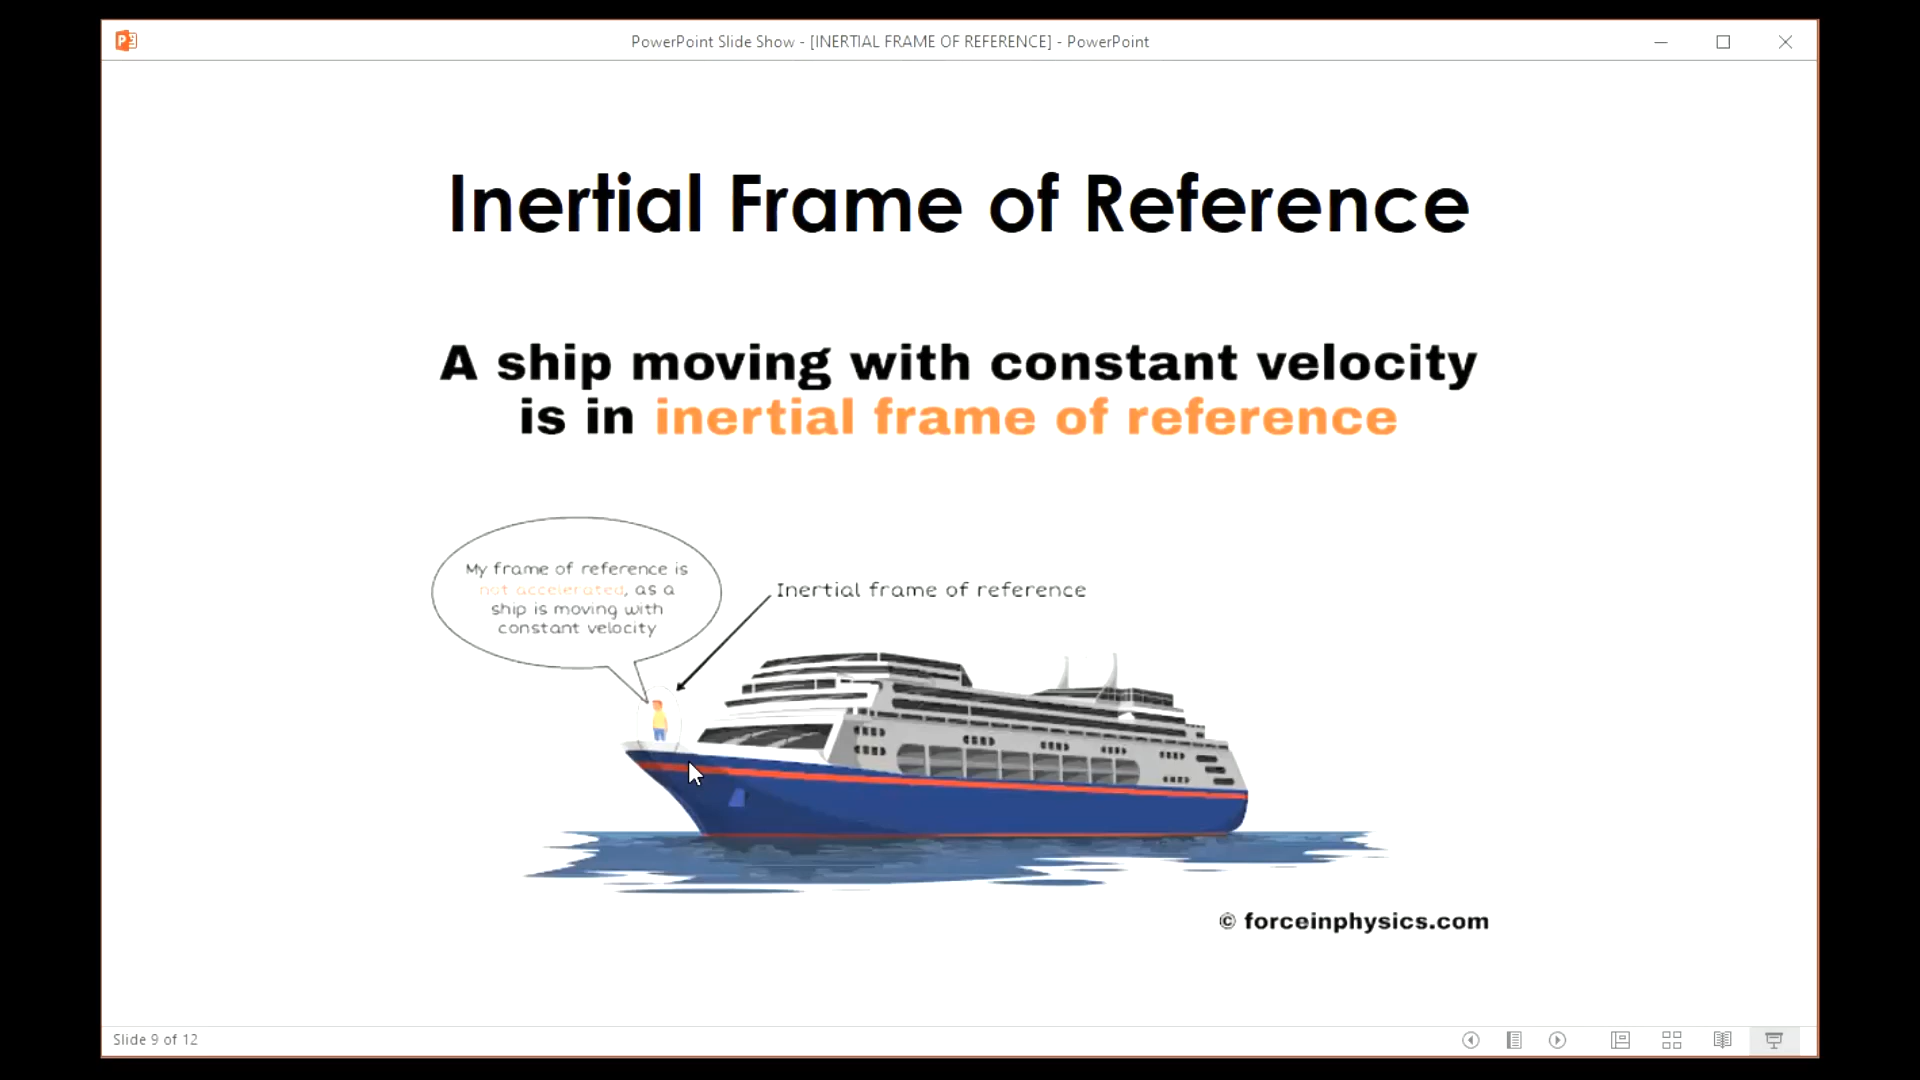 PowerPoint Slide Show - [INERTIAL FRAME OF REFERENCE] - PowerPoint
Inertial Frame of Reference
A ship moving with constant velocity
is in inertial frame of reference
My frame of reference is
not accelerated, as a
ship is moving with
constant velocity
Inertial frame of reference
© forceinphysics.com
Slide 9 of 12